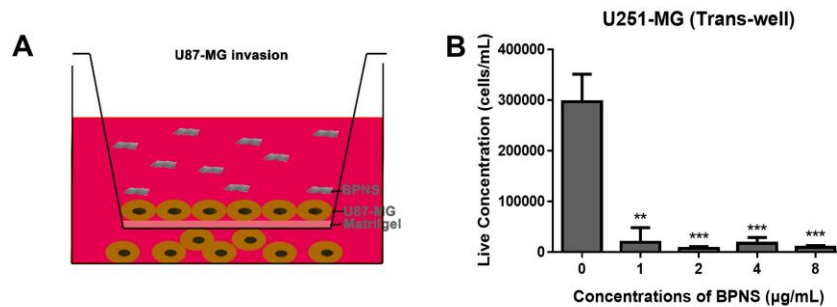 A
U87-MG invasion
BPNS
U87-MG
Matrigel
B
U251-MG (Trans-well)
Live Concentration (cells/mL)
400000
300000
200000
100000
0
**
***
***
***
0 1 2 4 8
Concentrations of BPNS (μg/mL)